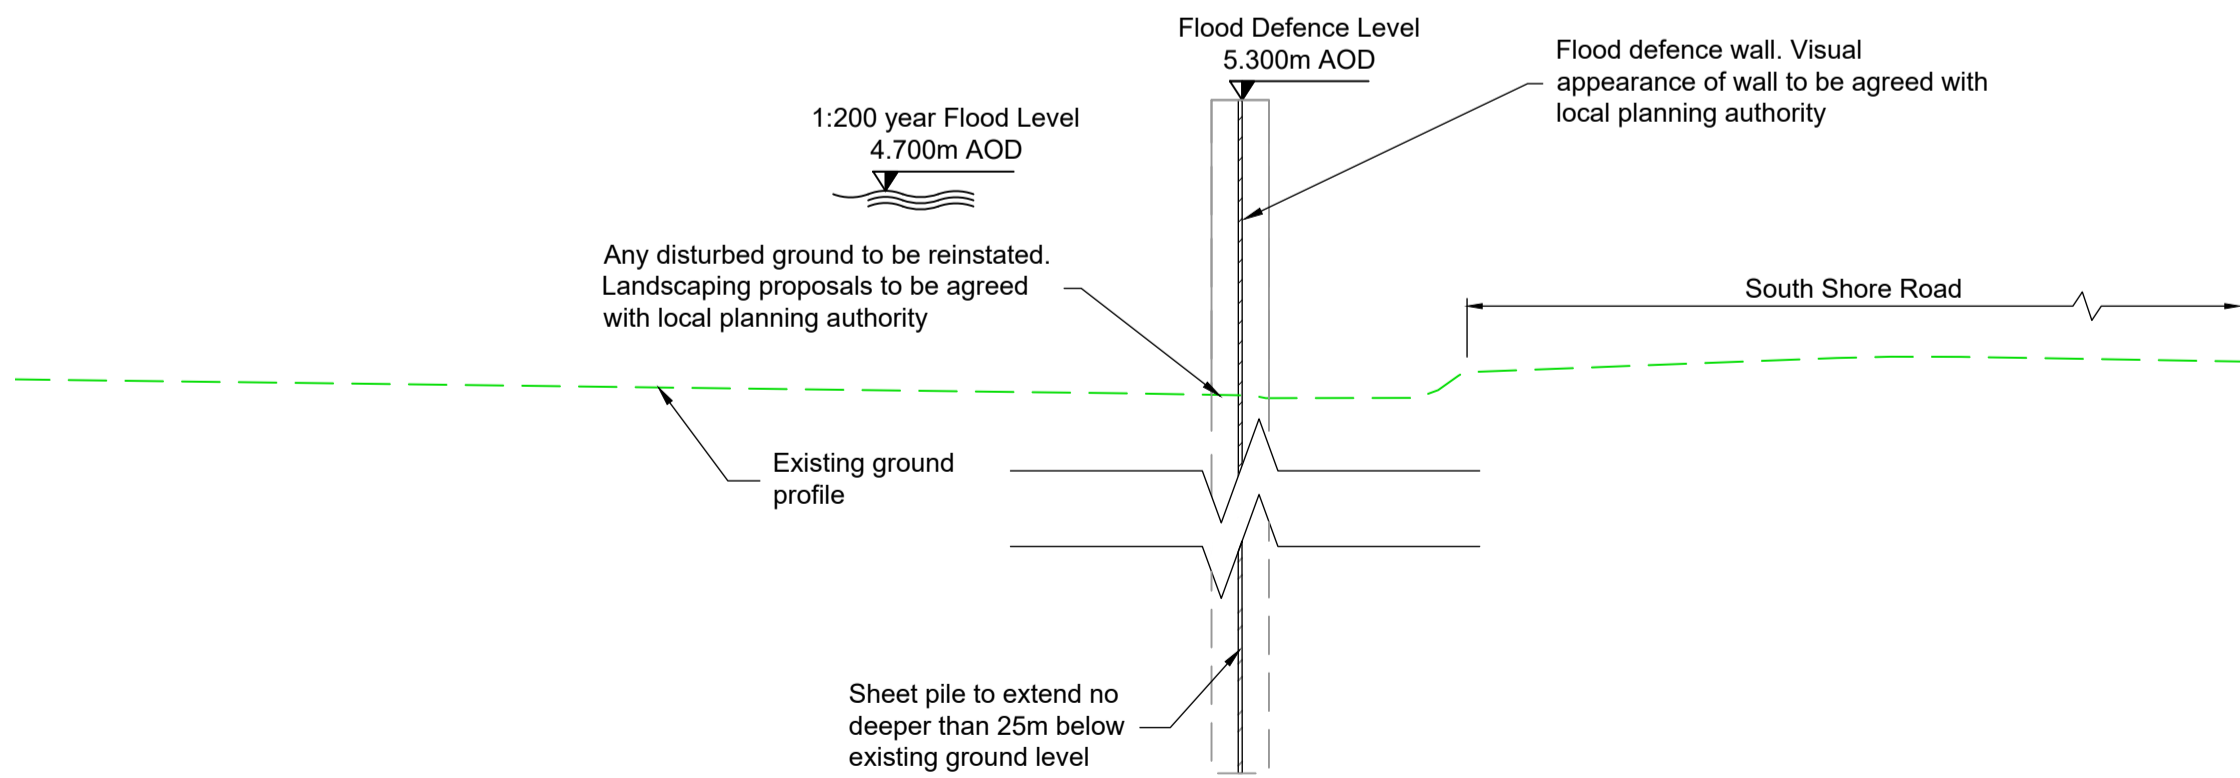 Flood Defence Level
5.300m AOD
Flood defence wall. Visual
appearance of wall to be agreed with
local planning authority
1:200 year Flood Level
4.700m AOD
Any disturbed ground to be reinstated.
Landscaping proposals to be agreed
with local planning authority
South Shore Road
Existing ground
profile
Sheet pile to extend no
deeper than 25m below
existing ground level